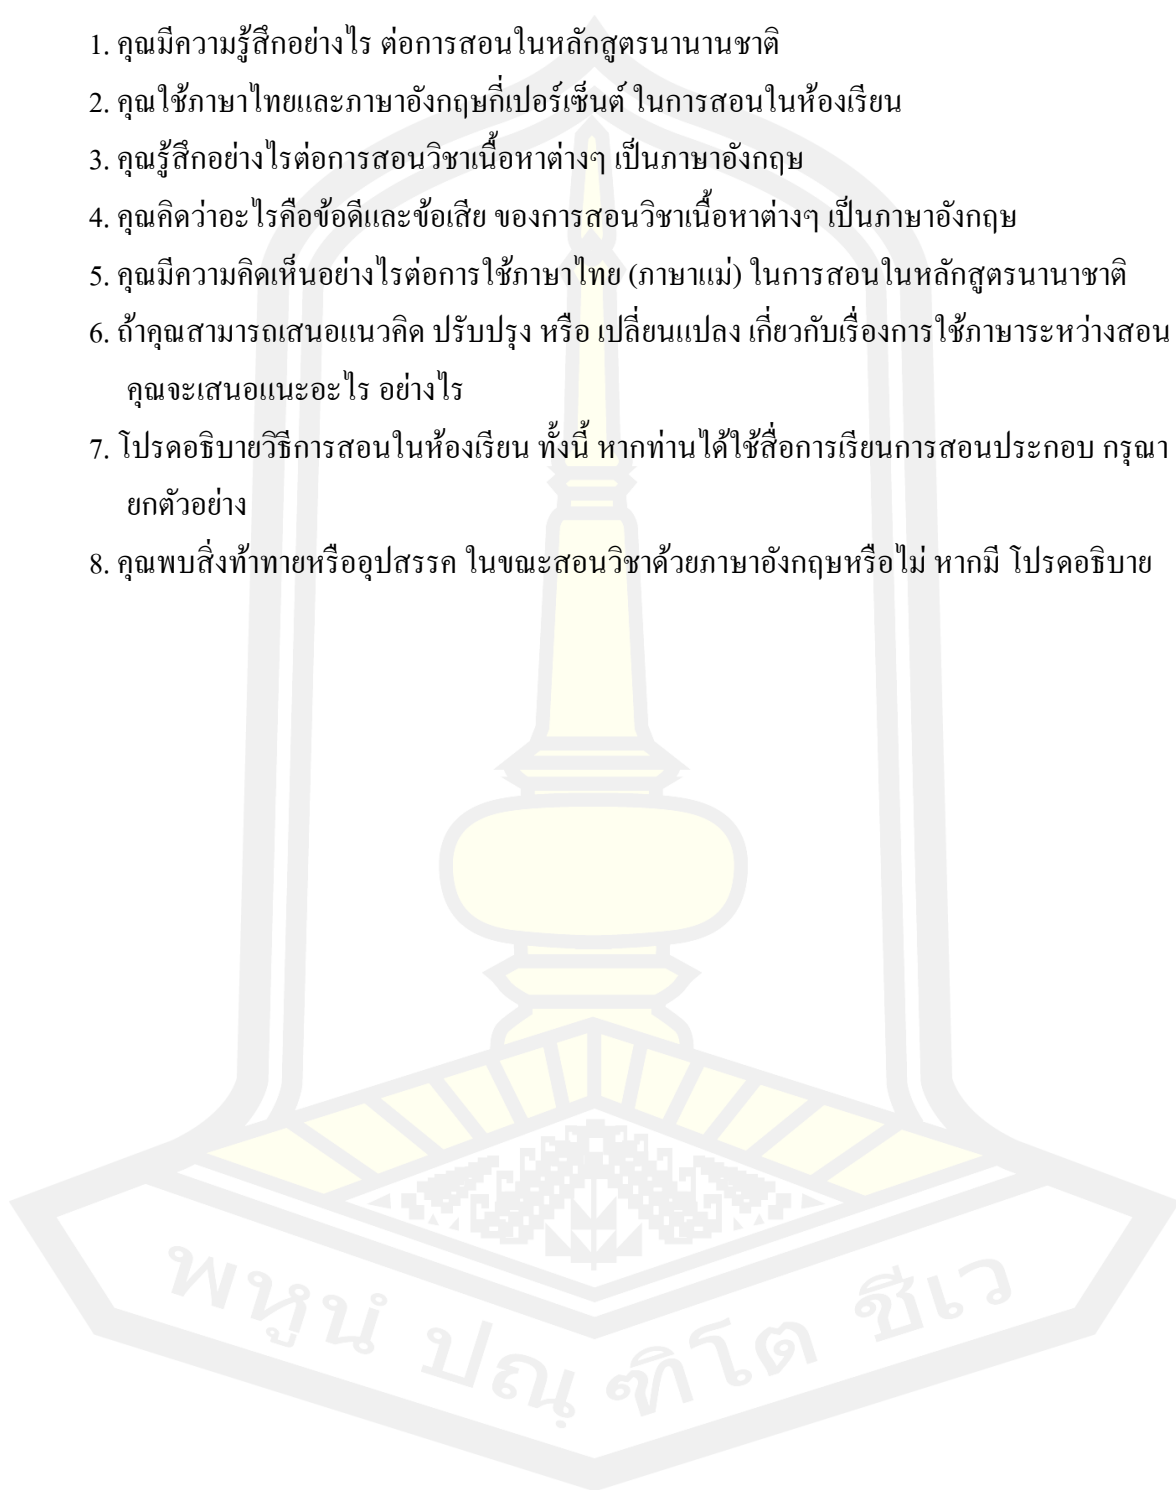 1. คุณมีความรู้สึกอย่างไร ต่อการสอนในหลักสูตรนานานชาติ
2. คุณใช้ภาษาไทยและภาษาอังกฤษกี่เปอร์เซ็นต์ ในการสอนในห้องเรียน
3. คุณรู้สึกอย่างไรต่อการสอนวิชาเนื้อหาต่างๆ เป็นภาษาอังกฤษ
4. คุณคิดว่าอะไรคือข้อดีและข้อเสีย ของการสอนวิชาเนื้อหาต่างๆ เป็นภาษาอังกฤษ
5. คุณมีความคิดเห็นอย่างไรต่อการใช้ภาษาไทย (ภาษาแม่) ในการสอนในหลักสูตรนานาชาติ
6. ถ้าคุณสามารถเสนอแนวคิด ปรับปรุง หรือ เปลี่ยนแปลง เกี่ยวกับเรื่องการใช้ภาษาระหว่างสอน
คุณจะเสนอแนะอะไร อย่างไร
7. โปรดอธิบายวิธีการสอนในห้องเรียน ทั้งนี้ หากท่านได้ใช้สื่อการเรียนการสอนประกอบ กรุณา
ยกตัวอย่าง
8. คุณพบสิ่งท้าทายหรืออุปสรรค ในขณะสอนวิชาด้วยภาษาอังกฤษหรือไม่ หากมี โปรดอธิบาย
พหูนํ ปณฺ ฑิโต ชีเว